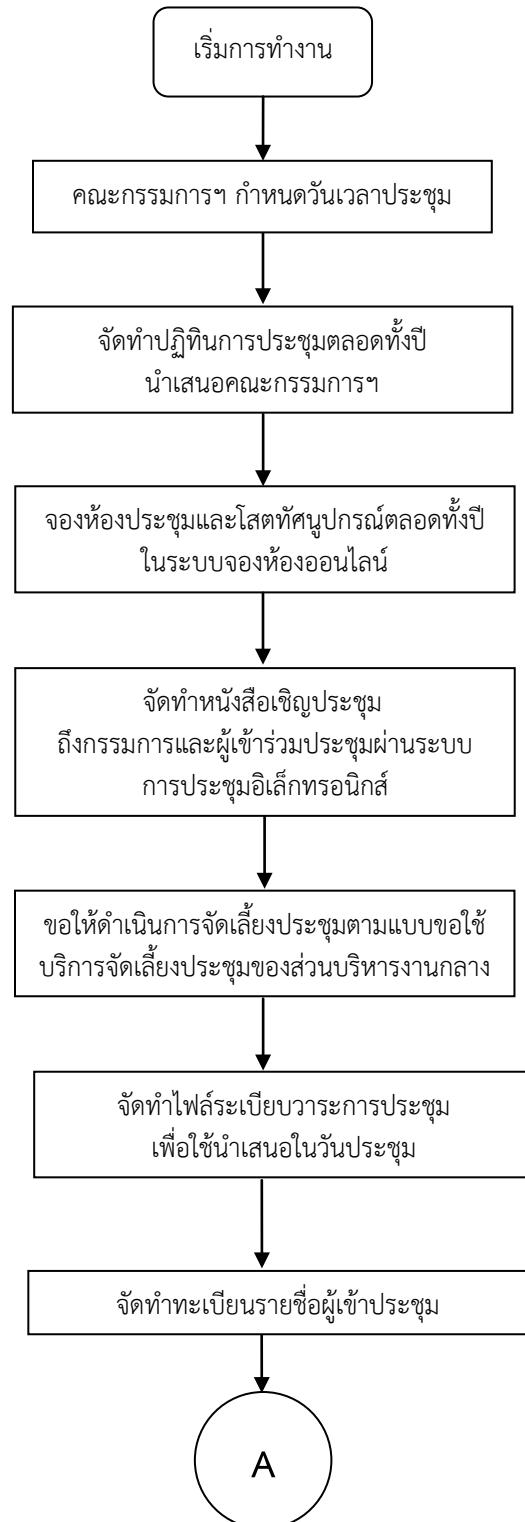 เริ่มการทำงาน
คณะกรรมการฯ กำหนดวันเวลาประชุม
จัดทำปฏิทินการประชุมตลอดทั้งปี
นำเสนอคณะกรรมการฯ
จองห้องประชุมและโสตทัศนูปกรณ์ตลอดทั้งปี
ในระบบจองห้องออนไลน์
จัดทำหนังสือเชิญประชุม
ถึงกรรมการและผู้เข้าร่วมประชุมผ่านระบบ
การประชุมอิเล็กทรอนิกส์
ขอให้ดำเนินการจัดเลี้ยงประชุมตามแบบขอใช้
บริการจัดเลี้ยงประชุมของส่วนบริหารงานกลาง
จัดทำไฟล์ระเบียบวาระการประชุม
เพื่อใช้นำเสนอในวันประชุม
จัดทำทะเบียนรายชื่อผู้เข้าประชุม
A